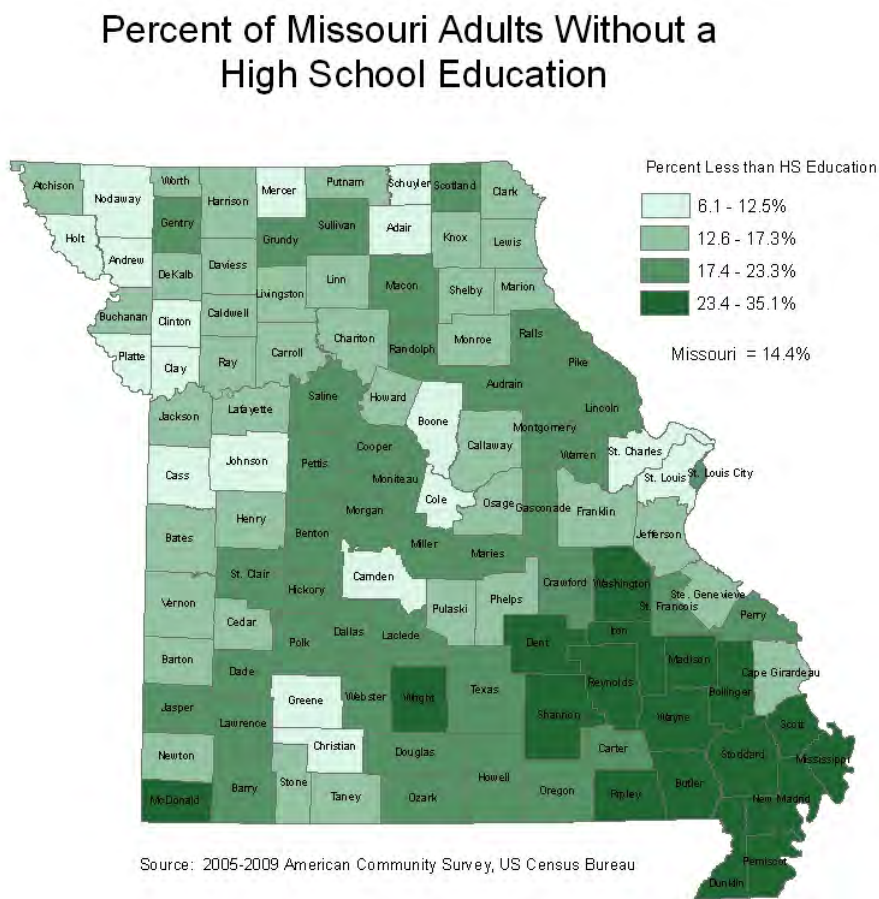 Percent of Missouri Adults Without a
High School Education
Percent Less than HS Education
6.1 - 12.5%
12.6 - 17.3%
17.4 - 23.3%
23.4 - 35.1%
Missouri = 14.4%
Atchison
Nodaway
Worth
Harrison
Mercer
Putnam
Schuyler
Scotland
Clark
Gentry
Sullivan
Adair
Holt
Grundy
Knox
Lewis
Andrew
DeKalb
Daviess
Linn
Macon
Shelby
Marion
Livingston
Buchanan
Clinton
Caldwell
Chariton
Monroe
Ralls
Platte
Clay
Ray
Carroll
Randolph
Pike
Audrain
Saline
Howard
Jackson
Lafayette
Lincoln
Boone
Montgomery
Callaway
Cooper
Warren
St. Charles
Johnson
Pettis
St. Louis
St. Louis City
Cass
Moniteau
Cole
Osage
Gasconade
Franklin
Morgan
Henry
Benton
Jefferson
Bates
Miller
Maries
St. Clair
Camden
Crawford
Washington
Hickory
Ste. Genevieve
Vernon
Pulaski
Phelps
St. Francois
Perry
Cedar
Dallas
Laclede
Iron
Polk
Dent
Barton
Madison
Dade
Cape Girardeau
Reynolds
Bollinger
Greene
Webster
Wright
Texas
Jasper
Shannon
Wayne
Lawrence
Scott
Christian
Newton
Douglas
Carter
Stoddard
Mississippi
Howell
Stone
Barry
Taney
Ozark
Oregon
Ripley
Butler
McDonald
New Madrid
Pemiscot
Dunklin
Source: 2005-2009 American Community Survey, US Census Bureau